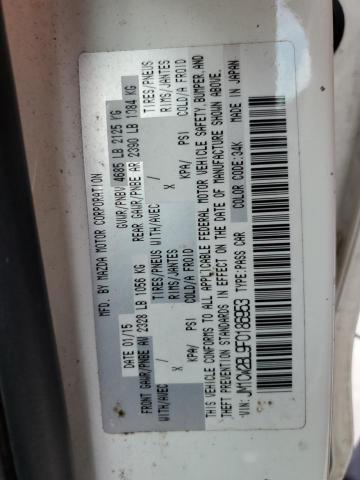 MFD. BY MAZDA MOTOR CORPORATION
DATE 01/15 GVWR/PNBV 4685 LB 2125 KG
FRONT GAWR/PNBE AV 2328 LB 1056 KG REAR GAWR/PNBE AR 2390 LB 1084 KG
WITH/AVEC / TIRES/PNEUS WITH/AVEC / TIRES/PNEUS
X RIMS/JANTES X RIMS/JANTES
KPA/ PSI COLD/A FROID KPA/ PSI COLD/A FROID
THIS VEHICLE CONFORMS TO ALL APPLICABLE FEDERAL MOTOR VEHICLE SAFETY, BUMPER, AND
THEFT PREVENTION STANDARDS IN EFFECT ON THE DATE OF MANUFACTURE SHOWN ABOVE.
VIN: JM1CW2BL9F0186963 MADE IN JAPAN
TYPE:PASS CAR COLOR CODE:34K